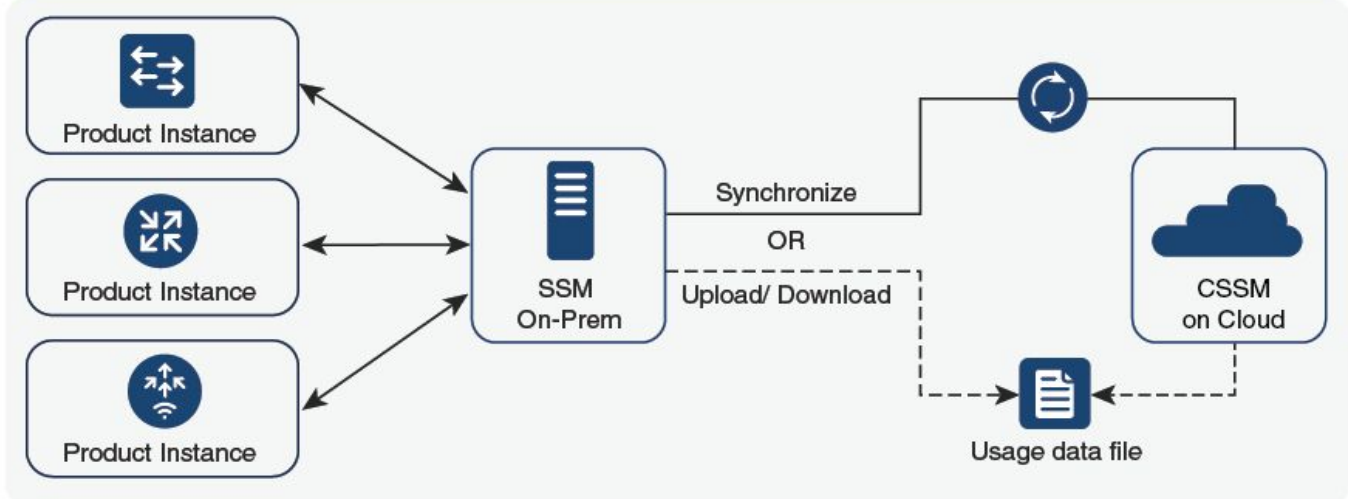 Product Instance
Product Instance
Product Instance
SSM
On-Prem
Synchronize
OR
Upload/ Download
CSSM
on Cloud
Usage data file